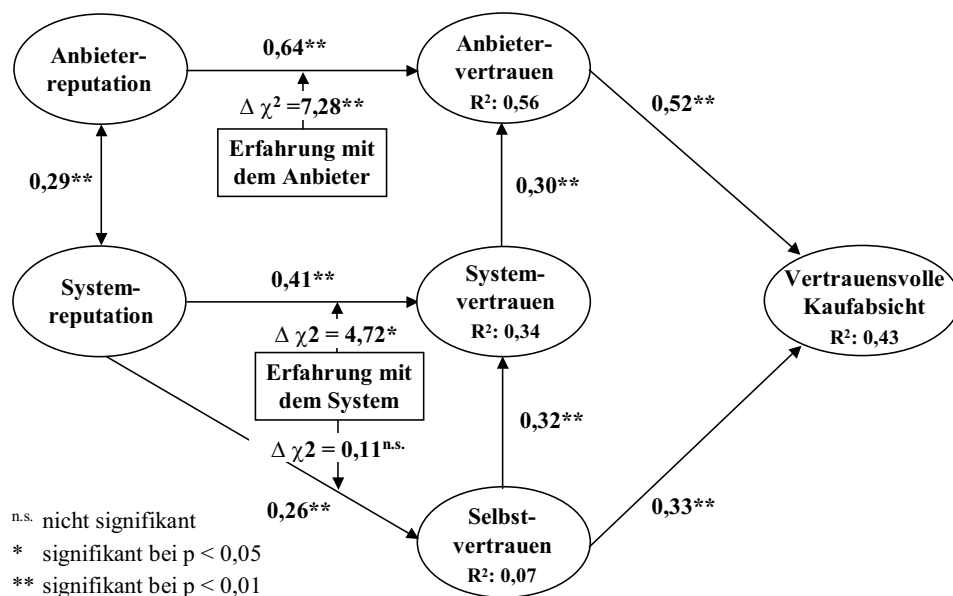 Anbieter-
reputation
0,64**
Δ χ² =7,28**
Erfahrung mit
dem Anbieter
Anbieter-
vertrauen
R²: 0,56
0,52**
0,29**
0,30**
System-
reputation
0,41**
Δ χ2 = 4,72*
Erfahrung mit
dem System
Δ χ2 = 0,11ⁿ·ˢ·
System-
vertrauen
R²: 0,34
Vertrauensvolle
Kaufabsicht
R²: 0,43
0,32**
0,26**
Selbst-
vertrauen
R²: 0,07
0,33**
ⁿ·ˢ· nicht signifikant
* signifikant bei p < 0,05
** signifikant bei p < 0,01